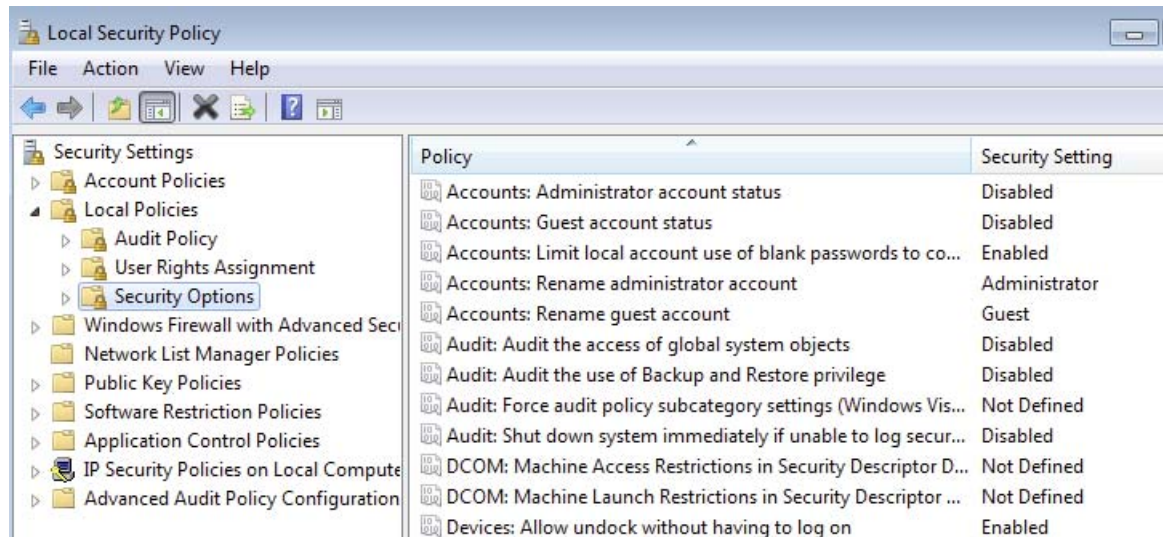 Local Security Policy
File Action View Help
Security Settings
Account Policies
Local Policies
Audit Policy
User Rights Assignment
Security Options
Windows Firewall with Advanced Secu
Network List Manager Policies
Public Key Policies
Software Restriction Policies
Application Control Policies
IP Security Policies on Local Compute
Advanced Audit Policy Configuration
Policy Security Setting
Accounts: Administrator account status Disabled
Accounts: Guest account status Disabled
Accounts: Limit local account use of blank passwords to co... Enabled
Accounts: Rename administrator account Administrator
Accounts: Rename guest account Guest
Audit: Audit the access of global system objects Disabled
Audit: Audit the use of Backup and Restore privilege Disabled
Audit: Force audit policy subcategory settings (Windows Vis... Not Defined
Audit: Shut down system immediately if unable to log secur... Disabled
DCOM: Machine Access Restrictions in Security Descriptor D... Not Defined
DCOM: Machine Launch Restrictions in Security Descriptor ... Not Defined
Devices: Allow undock without having to log on Enabled